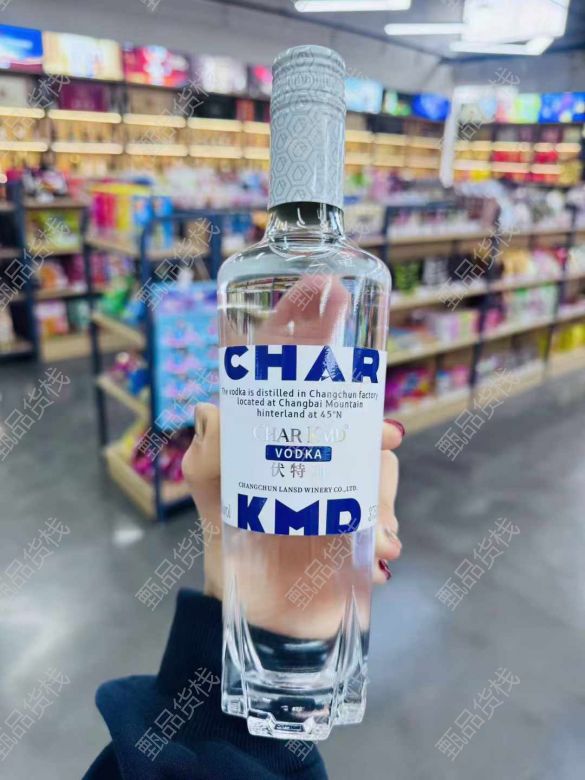 CHAR
The vodka is distilled in Changchun factory
located at Changbai Mountain
hinterland at 45°N
CHAR KMD
VODKA
伏特
CHANGCHUN LANSD WINERY CO.,LTD.
KMD
甄品货栈